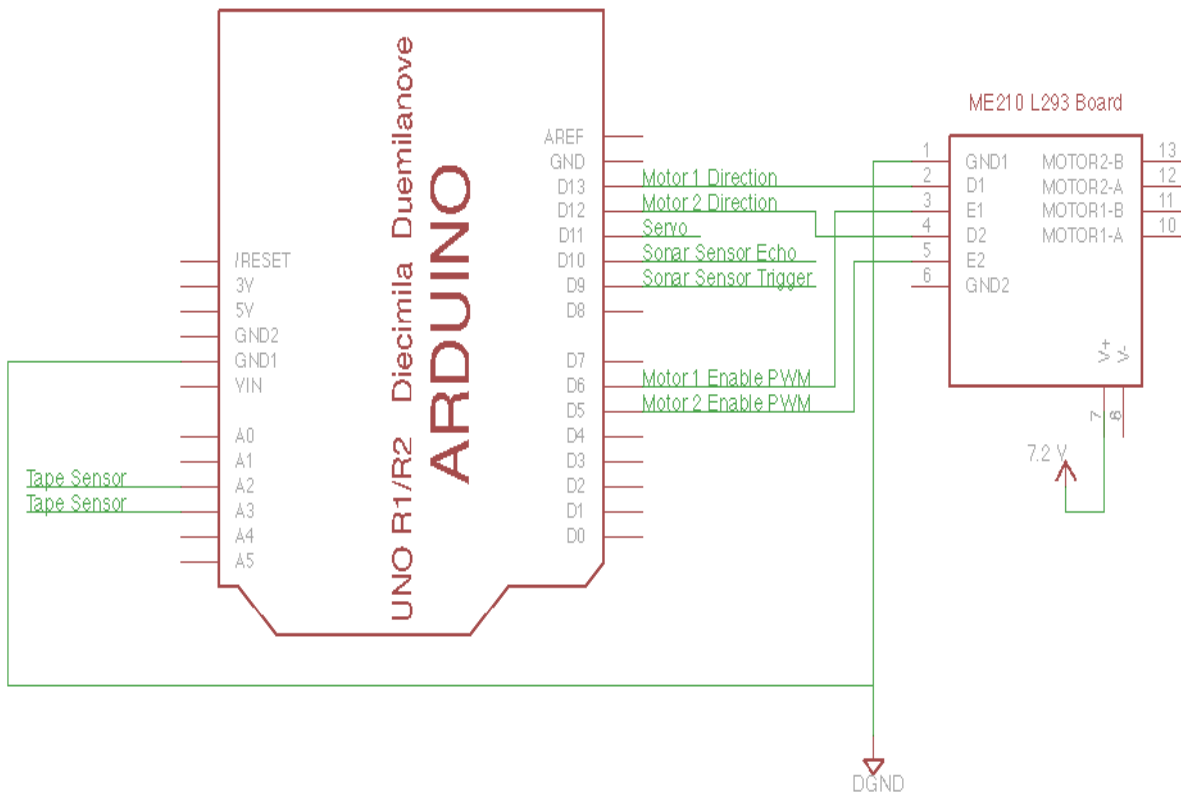 UNO R1/R2 Diecimila Duemilanove
ARDUINO
AREF
GND
D13
D12
D11
D10
D9
D8
D7
D6
D5
D4
D3
D2
D1
D0
/RESET
3V
5V
GND2
GND1
VIN
A0
A1
A2
A3
A4
A5
Tape Sensor
Tape Sensor
Motor 1 Direction
Motor 2 Direction
Servo
Sonar Sensor Echo
Sonar Sensor Trigger
Motor 1 Enable PWM
Motor 2 Enable PWM
ME210 L293 Board
1 GND1 MOTOR2-B 13
2 D1 MOTOR2-A 12
3 E1 MOTOR1-B 11
4 D2 MOTOR1-A 10
5 E2
6 GND2
V+ V-
7 8
7.2 V
DGND